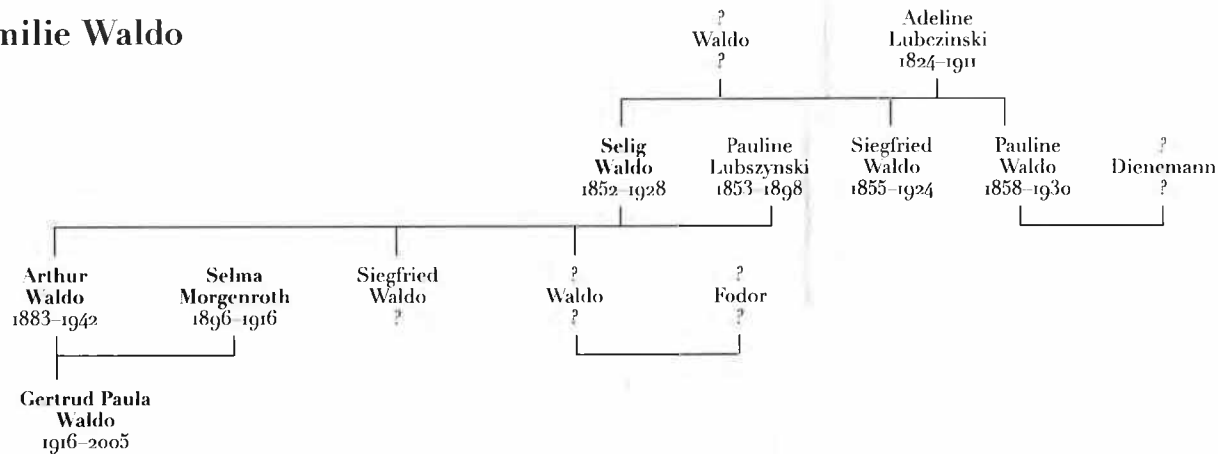 milie Waldo
?
Waldo
?
Adeline
Lubczinski
1824–1911
Selig
Waldo
1852–1928
Pauline
Lubszynski
1853–1898
Siegfried
Waldo
1855–1924
Pauline
Waldo
1858–1930
?
Dienemann
?
Arthur
Waldo
1883–1942
Selma
Morgenroth
1896–1916
Siegfried
Waldo
?
?
Waldo
?
?
Fodor
?
Gertrud Paula
Waldo
1916–2005